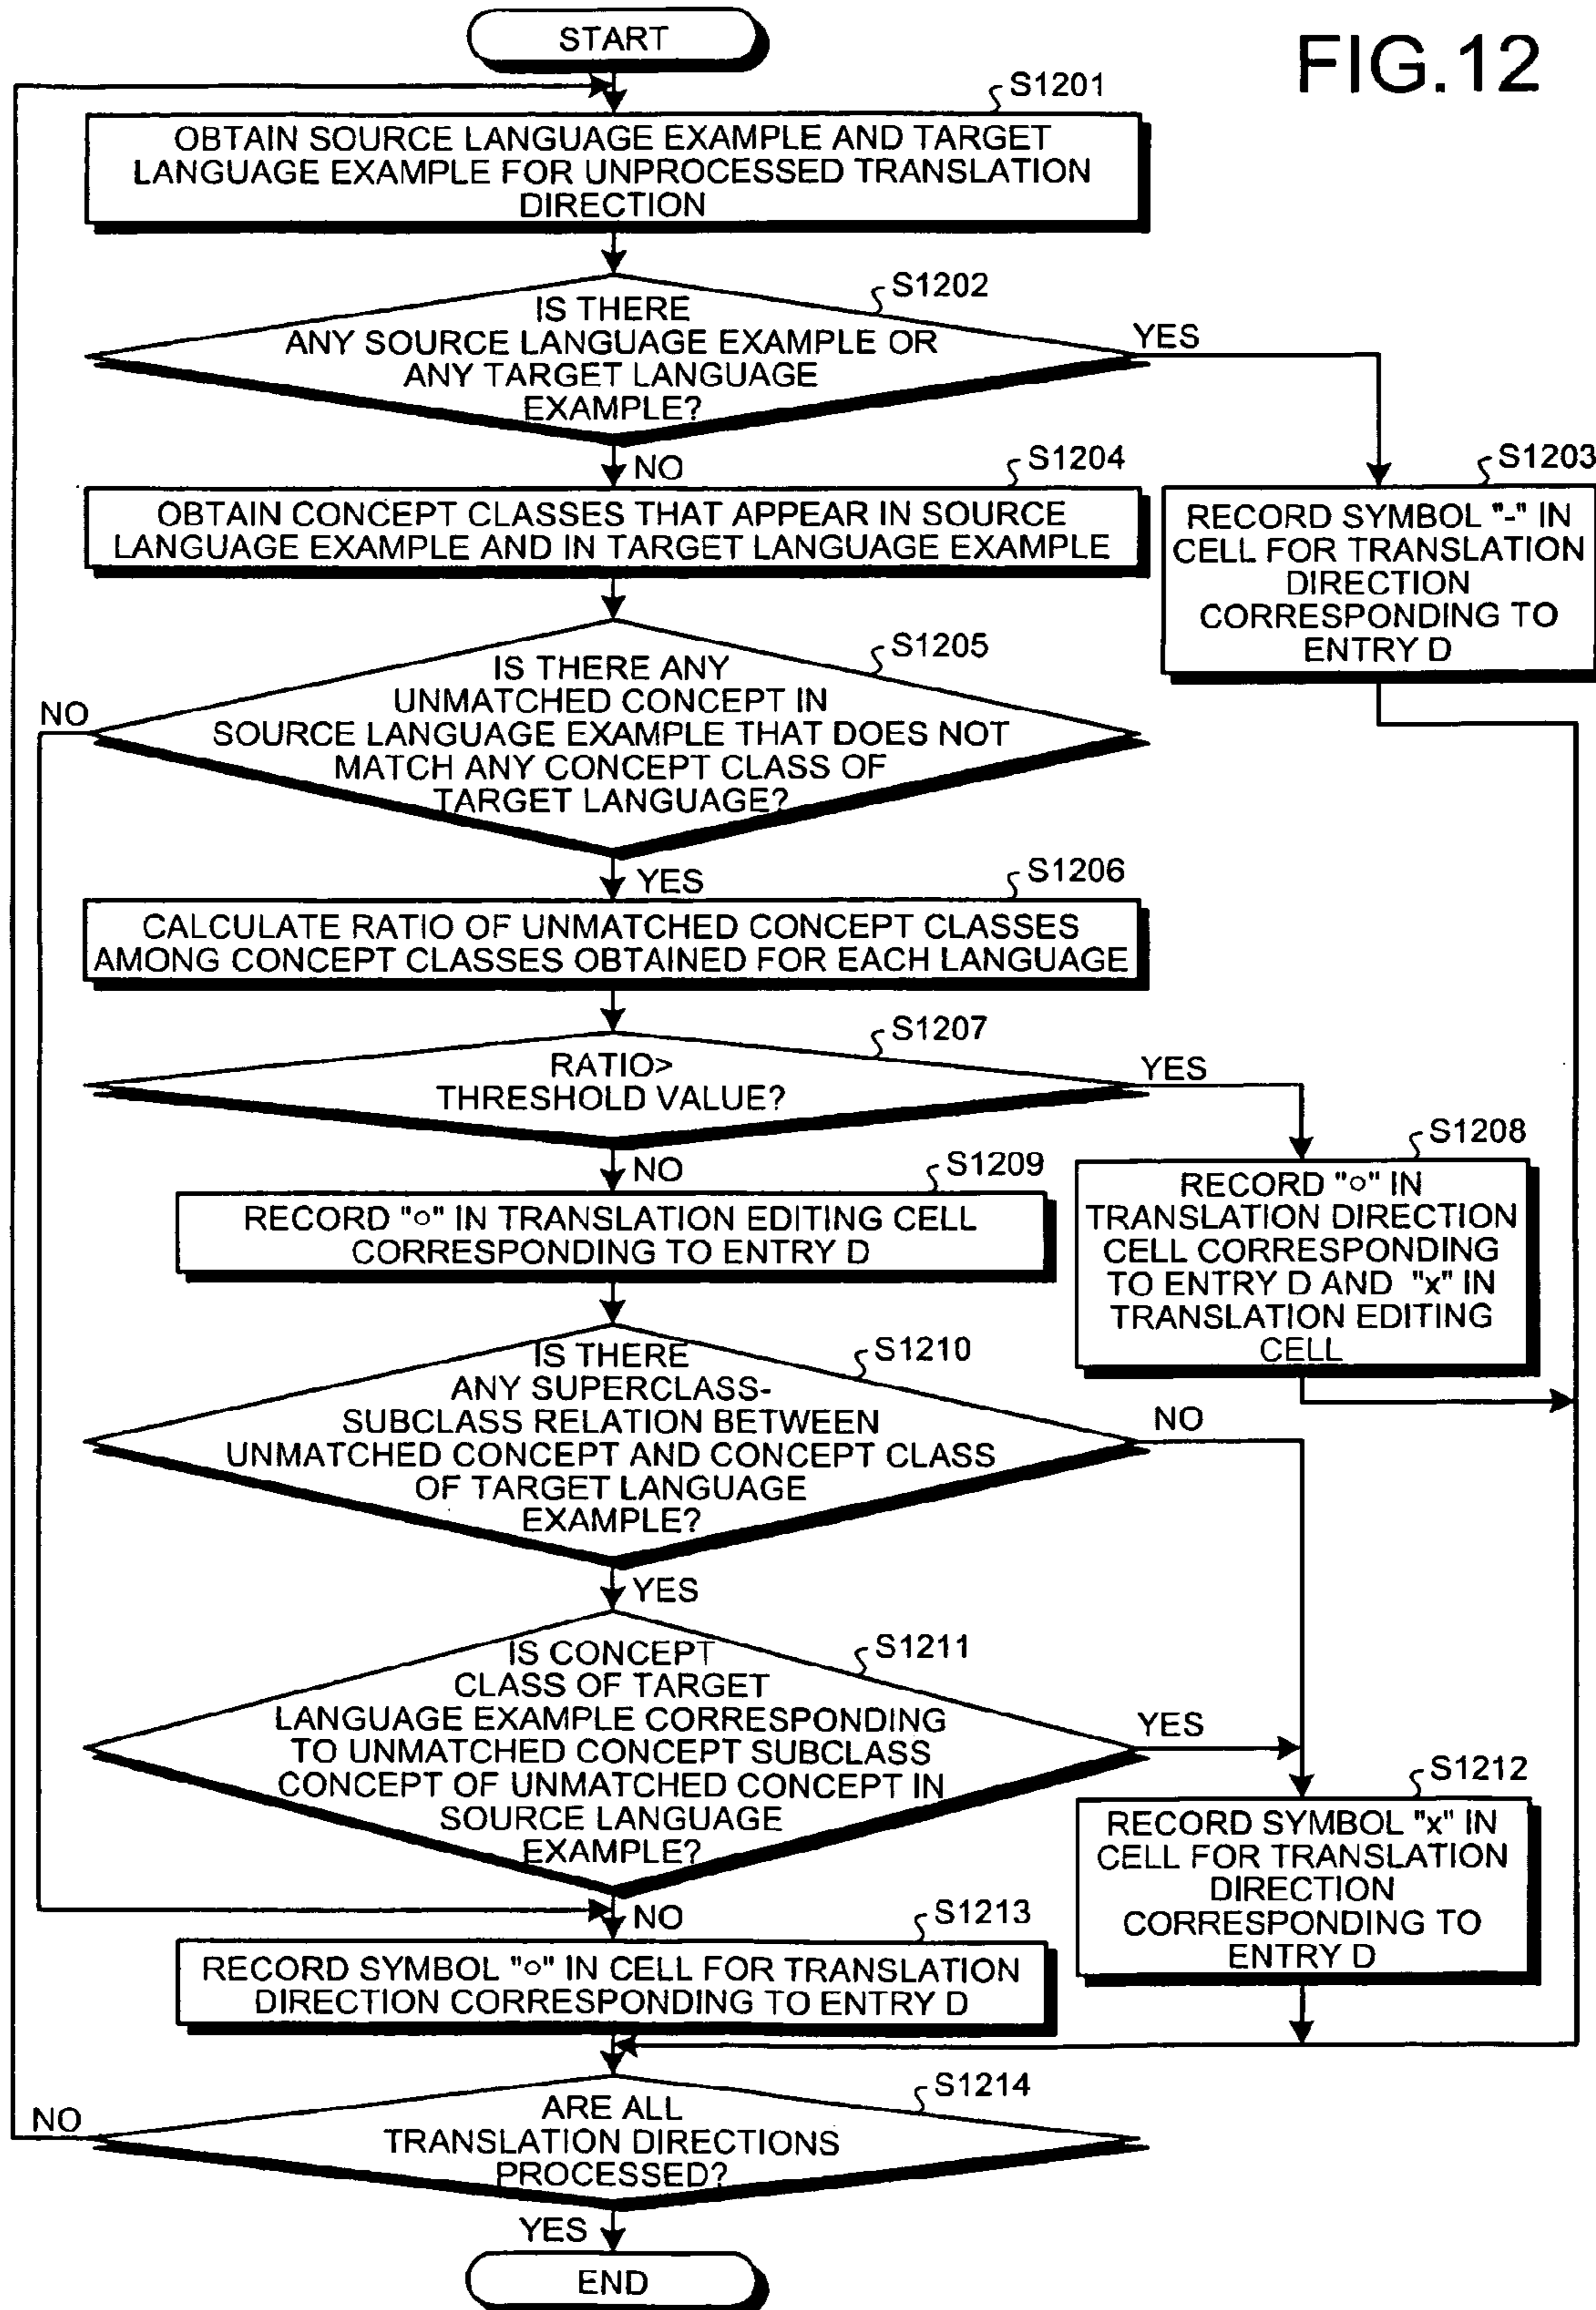 FIG.12
START
S1201
OBTAIN SOURCE LANGUAGE EXAMPLE AND TARGET
LANGUAGE EXAMPLE FOR UNPROCESSED TRANSLATION
DIRECTION
S1202
IS THERE
ANY SOURCE LANGUAGE EXAMPLE OR
ANY TARGET LANGUAGE
EXAMPLE?
YES
NO
S1203
RECORD SYMBOL "-" IN
CELL FOR TRANSLATION
DIRECTION
CORRESPONDING TO
ENTRY D
S1204
OBTAIN CONCEPT CLASSES THAT APPEAR IN SOURCE
LANGUAGE EXAMPLE AND IN TARGET LANGUAGE EXAMPLE
S1205
IS THERE ANY
UNMATCHED CONCEPT IN
SOURCE LANGUAGE EXAMPLE THAT DOES NOT
MATCH ANY CONCEPT CLASS OF
TARGET LANGUAGE?
NO
YES
S1206
CALCULATE RATIO OF UNMATCHED CONCEPT CLASSES
AMONG CONCEPT CLASSES OBTAINED FOR EACH LANGUAGE
S1207
RATIO>
THRESHOLD VALUE?
YES
NO
S1208
RECORD "○" IN
TRANSLATION DIRECTION
CELL CORRESPONDING
TO ENTRY D AND "x" IN
TRANSLATION EDITING
CELL
S1209
RECORD "○" IN TRANSLATION EDITING CELL
CORRESPONDING TO ENTRY D
S1210
IS THERE
ANY SUPERCLASS-
SUBCLASS RELATION BETWEEN
UNMATCHED CONCEPT AND CONCEPT CLASS
OF TARGET LANGUAGE
EXAMPLE?
NO
YES
S1211
IS CONCEPT
CLASS OF TARGET
LANGUAGE EXAMPLE CORRESPONDING
TO UNMATCHED CONCEPT SUBCLASS
CONCEPT OF UNMATCHED CONCEPT IN
SOURCE LANGUAGE
EXAMPLE?
YES
NO
S1212
RECORD SYMBOL "x" IN
CELL FOR TRANSLATION
DIRECTION
CORRESPONDING TO
ENTRY D
S1213
RECORD SYMBOL "○" IN CELL FOR TRANSLATION
DIRECTION CORRESPONDING TO ENTRY D
S1214
ARE ALL
TRANSLATION DIRECTIONS
PROCESSED?
NO
YES
END